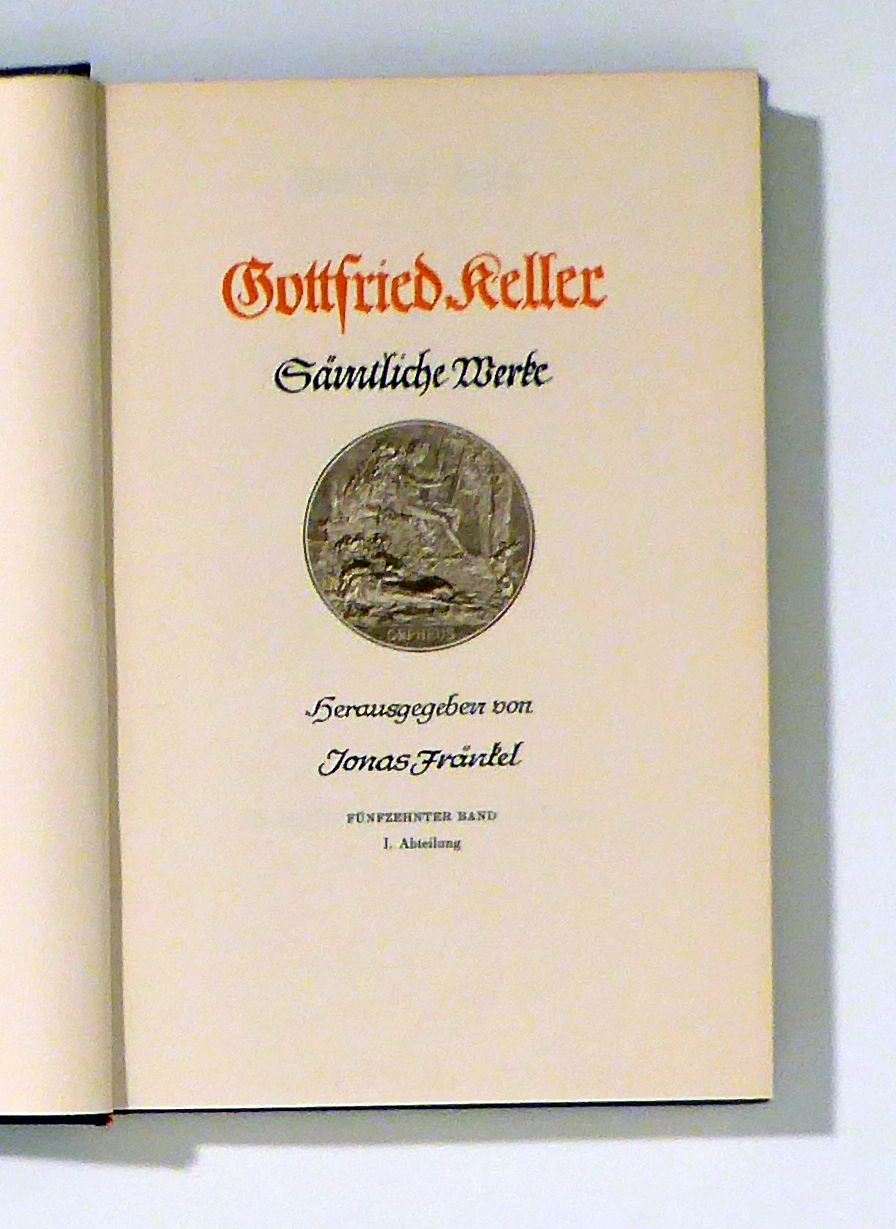 Gottfried Keller
Sämtliche Werke
ORPHEUS
Herausgegeben von
Jonas Fränkel
FÜNFZEHNTER BAND
I. Abteilung